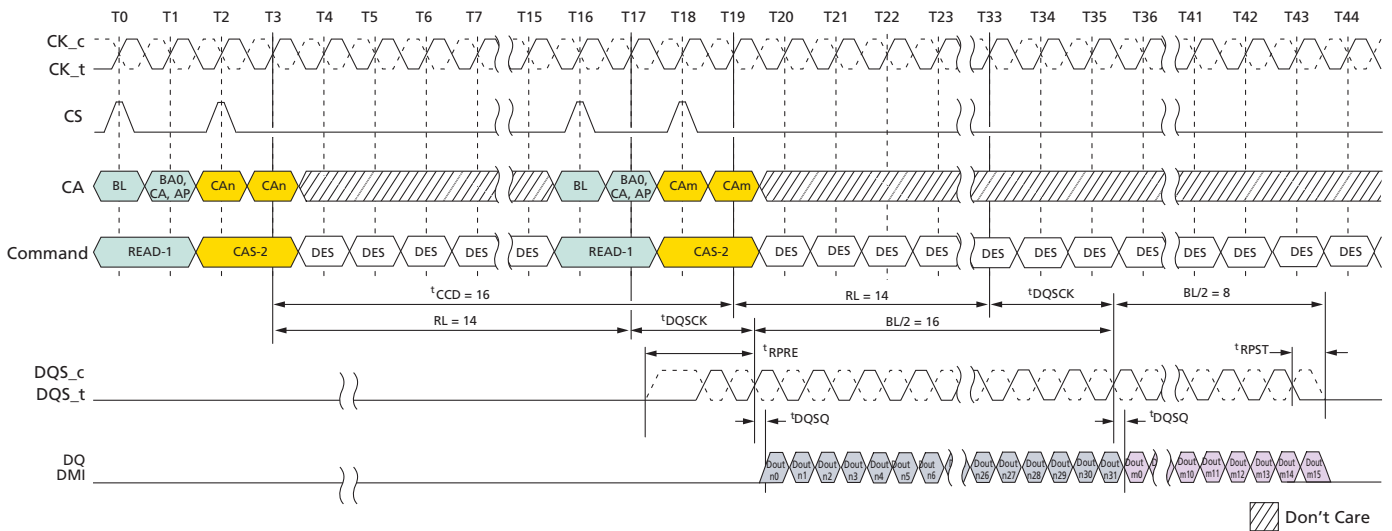 T0 T1 T2 T3 T4 T5 T6 T7 T15 T16 T17 T18 T19 T20 T21 T22 T23 T33 T34 T35 T36 T41 T42 T43 T44
CK_c
CK_t
CS
CA
BL
BA0,
CA, AP
CAn
CAn
BL
BA0,
CA, AP
CAm
CAm
Command
READ-1 CAS-2 DES DES DES DES DES READ-1 CAS-2 DES DES DES DES DES DES DES DES DES DES DES DES
tCCD = 16
RL = 14
tDQSCK
BL/2 = 8
RL = 14
tDQSCK
BL/2 = 16
tRPRE
tRPST
DQS_c
DQS_t
tDQSQ
tDQSQ
DQ
DMI
Dout
n0
Dout
n1
Dout
n2
Dout
n3
Dout
n4
Dout
n5
Dout
n6
Dout
n26
Dout
n27
Dout
n28
Dout
n29
Dout
n30
Dout
n31
Dout
m0
Dout
m10
Dout
m11
Dout
m12
Dout
m13
Dout
m14
Dout
m15
Don't Care